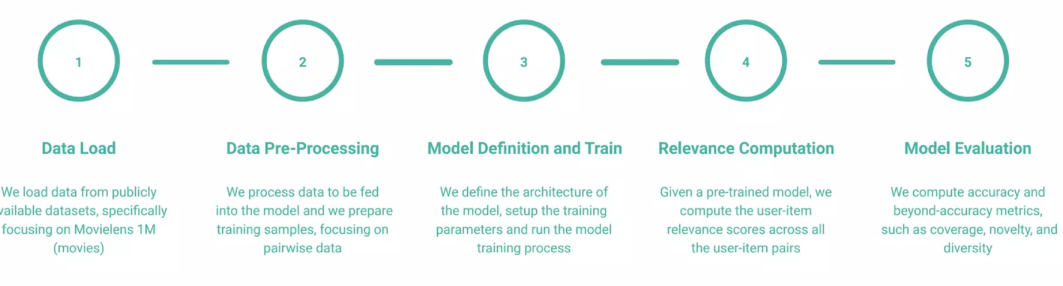 1
2
3
4
5
Data Load
Data Pre-Processing
Model Definition and Train
Relevance Computation
Model Evaluation
We load data from publicly
vailable datasets, specifically
focusing on Movielens 1M
(movies)
We process data to be fed
into the model and we prepare
training samples, focusing on
pairwise data
We define the architecture of
the model, setup the training
parameters and run the model
training process
Given a pre-trained model, we
compute the user-item
relevance scores across all
the user-item pairs
We compute accuracy and
beyond-accuracy metrics,
such as coverage, novelty, and
diversity